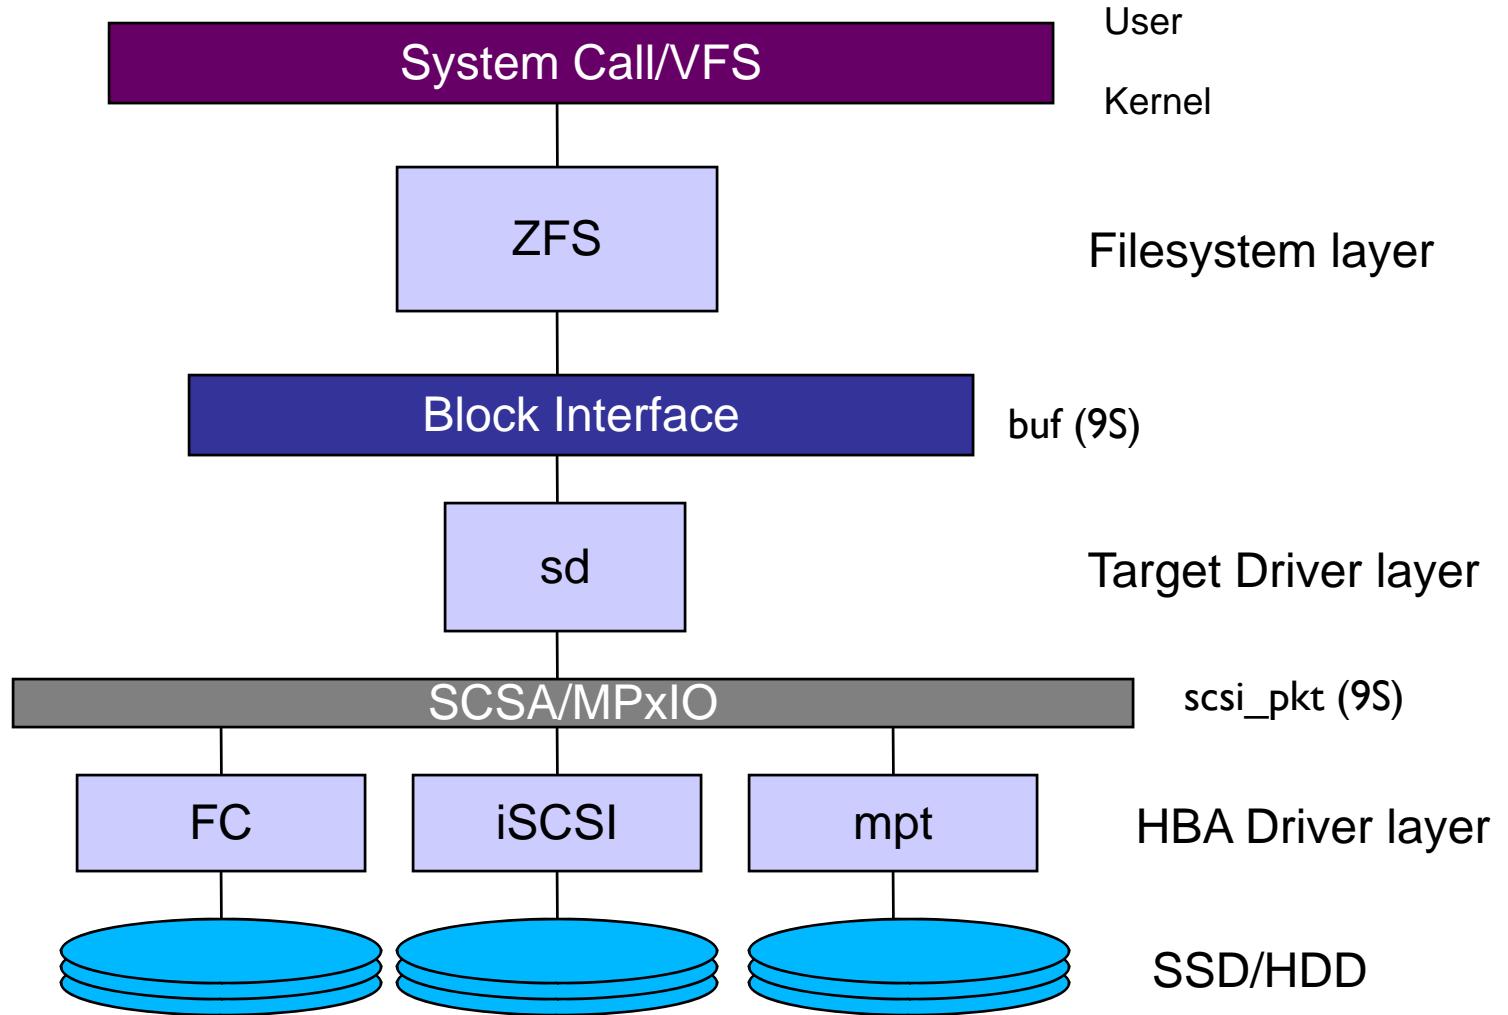 User
System Call/VFS
Kernel
ZFS
Filesystem layer
Block Interface
buf (9S)
sd
Target Driver layer
SCSA/MPxIO
scsi_pkt (9S)
FC
iSCSI
mpt
HBA Driver layer
SSD/HDD